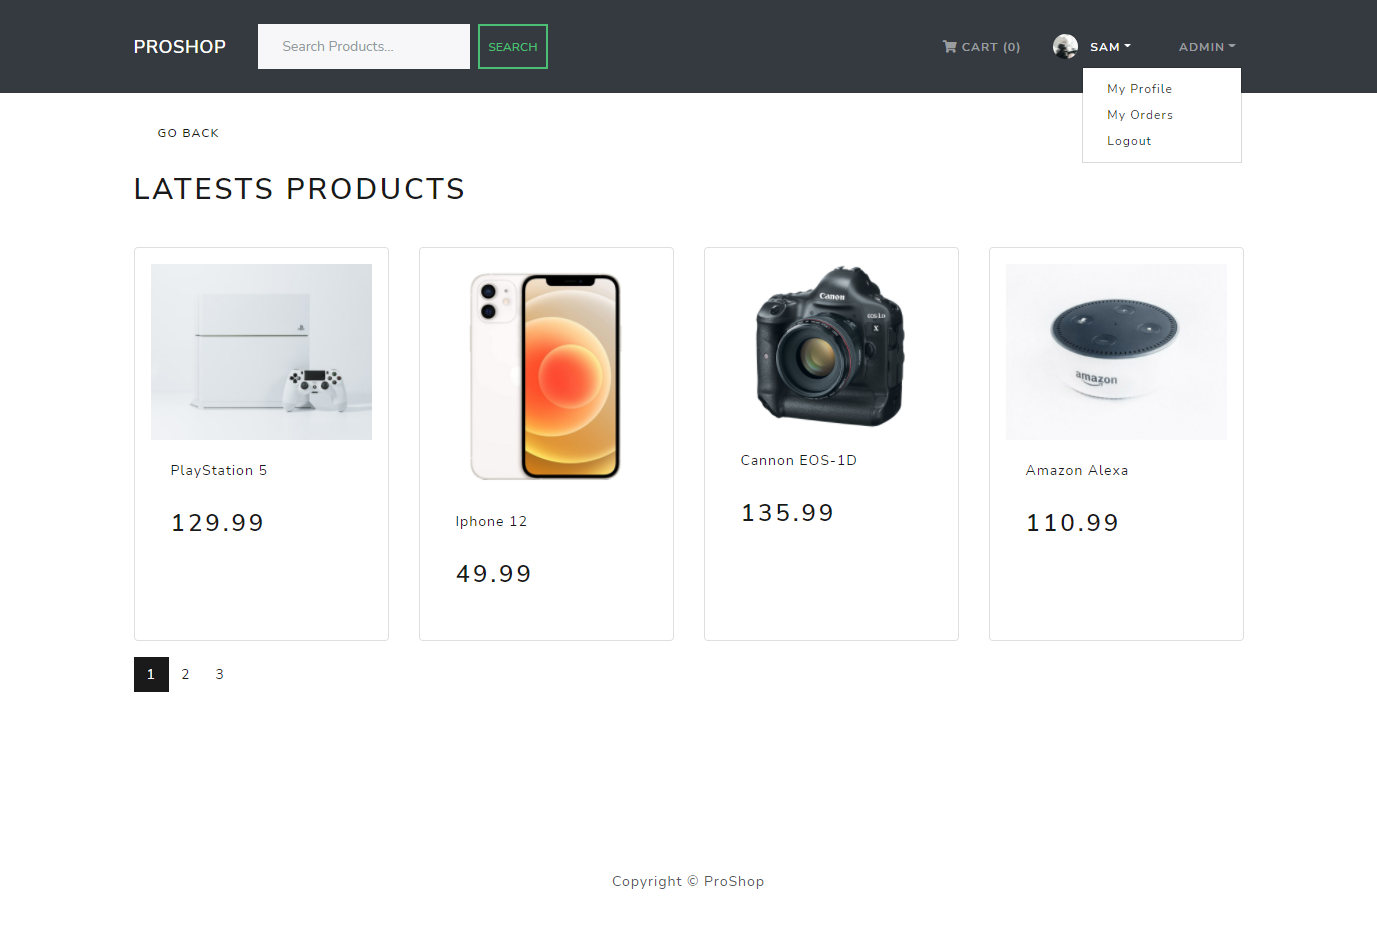 PROSHOP
Search Products...
SEARCH
CART (0)
SAM
ADMIN
My Profile
My Orders
Logout
GO BACK
LATESTS PRODUCTS
PlayStation 5
129.99
Iphone 12
49.99
Canon
EOS-1D
X
Cannon EOS-1D
135.99
amazon
Amazon Alexa
110.99
1 2 3
Copyright © ProShop